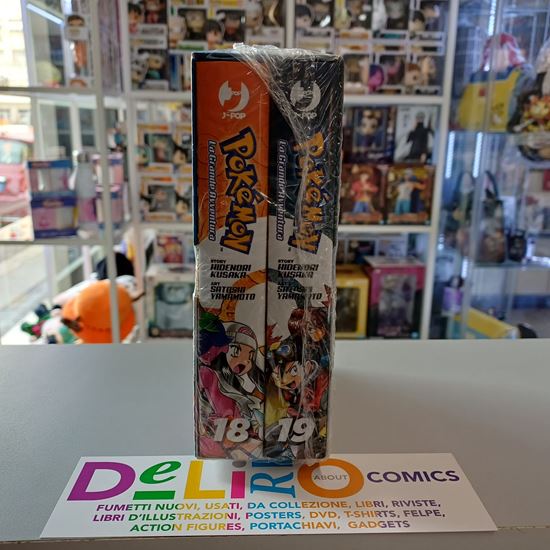 J-POP
POKÉMON
La Grande Avventura
STORY
HIDENORI
KUSAKA
ART
SATOSHI
YAMAMOTO
18
J-POP
POKÉMON
La Grande Avventura
STORY
HIDENORI
KUSAKA
ART
SATOSHI
YAMAMOTO
19
DeLiRIO
ABOUT
COMICS
FUMETTI NUOVI, USATI, DA COLLEZIONE, LIBRI, RIVISTE,
LIBRI D'ILLUSTRAZIONI, POSTERS, DVD, T-SHIRTS, FELPE,
ACTION FIGURES, PORTACHIAVI, GADGETS